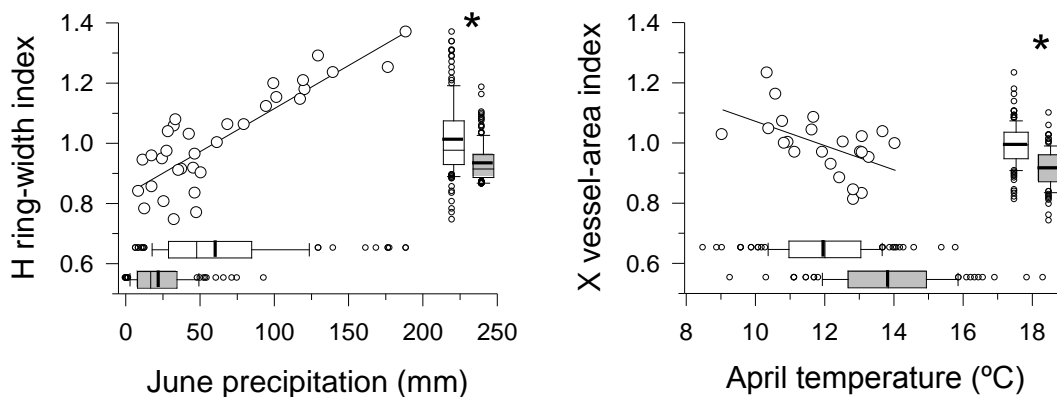 H ring-width index
1.4
1.2
1.0
0.8
0.6
*
0 50 100 150 200 250
June precipitation (mm)
X vessel-area index
1.4
1.2
1.0
0.8
0.6
*
8 10 12 14 16 18
April temperature (ºC)